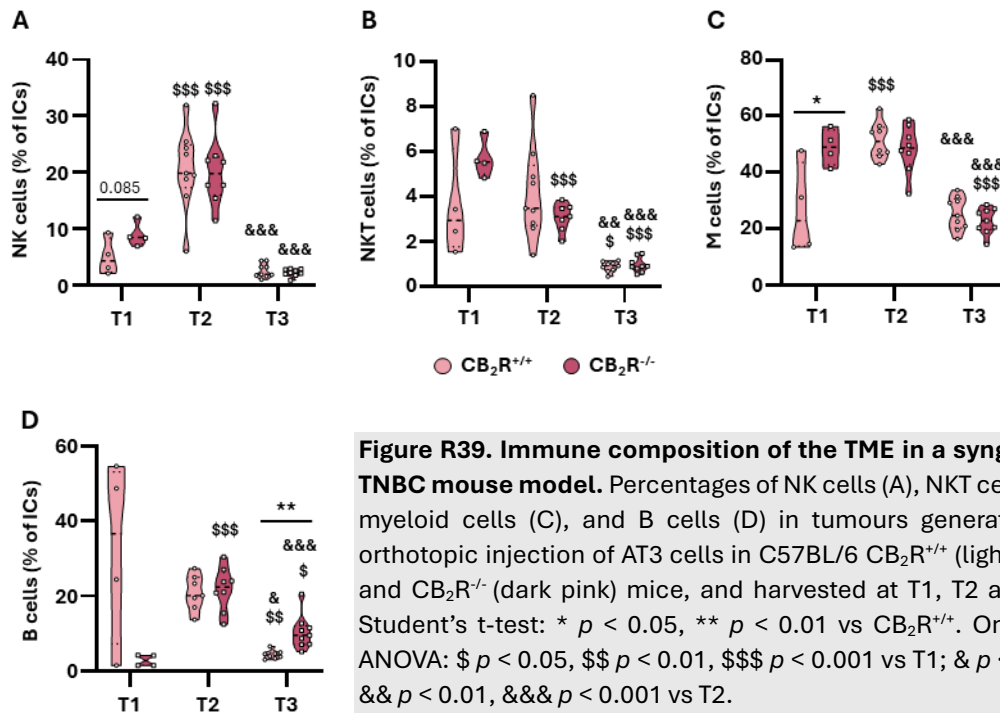 A
NK cells (% of ICs)
40
30
20
10
0
0.085
$$$ $$$
&&&
&&&
T1 T2 T3
B
NKT cells (% of ICs)
10
8
6
4
2
0
$$$
&&
$
&&&
$$$
T1 T2 T3
C
M cells (% of ICs)
80
60
40
20
0
*
$$$
&&&
&&&
$$$
T1 T2 T3
CB₂R⁺/⁺ CB₂R⁻/⁻
D
B cells (% of ICs)
60
40
20
0
$$$
**
&
$$
&&&
$
T1 T2 T3
Figure R39. Immune composition of the TME in a
TNBC mouse model. Percentages of NK cells (A), NKT
myeloid cells (C), and B cells (D) in tumours
orthotopic injection of AT3 cells in C57BL/6 CB₂R⁺/⁺
and CB₂R⁻/⁻ (dark pink) mice, and harvested at T1, T2
Student’s t-test: * p < 0.05, ** p < 0.01 vs CB₂R⁺/⁺.
ANOVA: $ p < 0.05, $$ p < 0.01, $$$ p < 0.001 vs T1; & p
&& p < 0.01, &&& p < 0.001 vs T2.